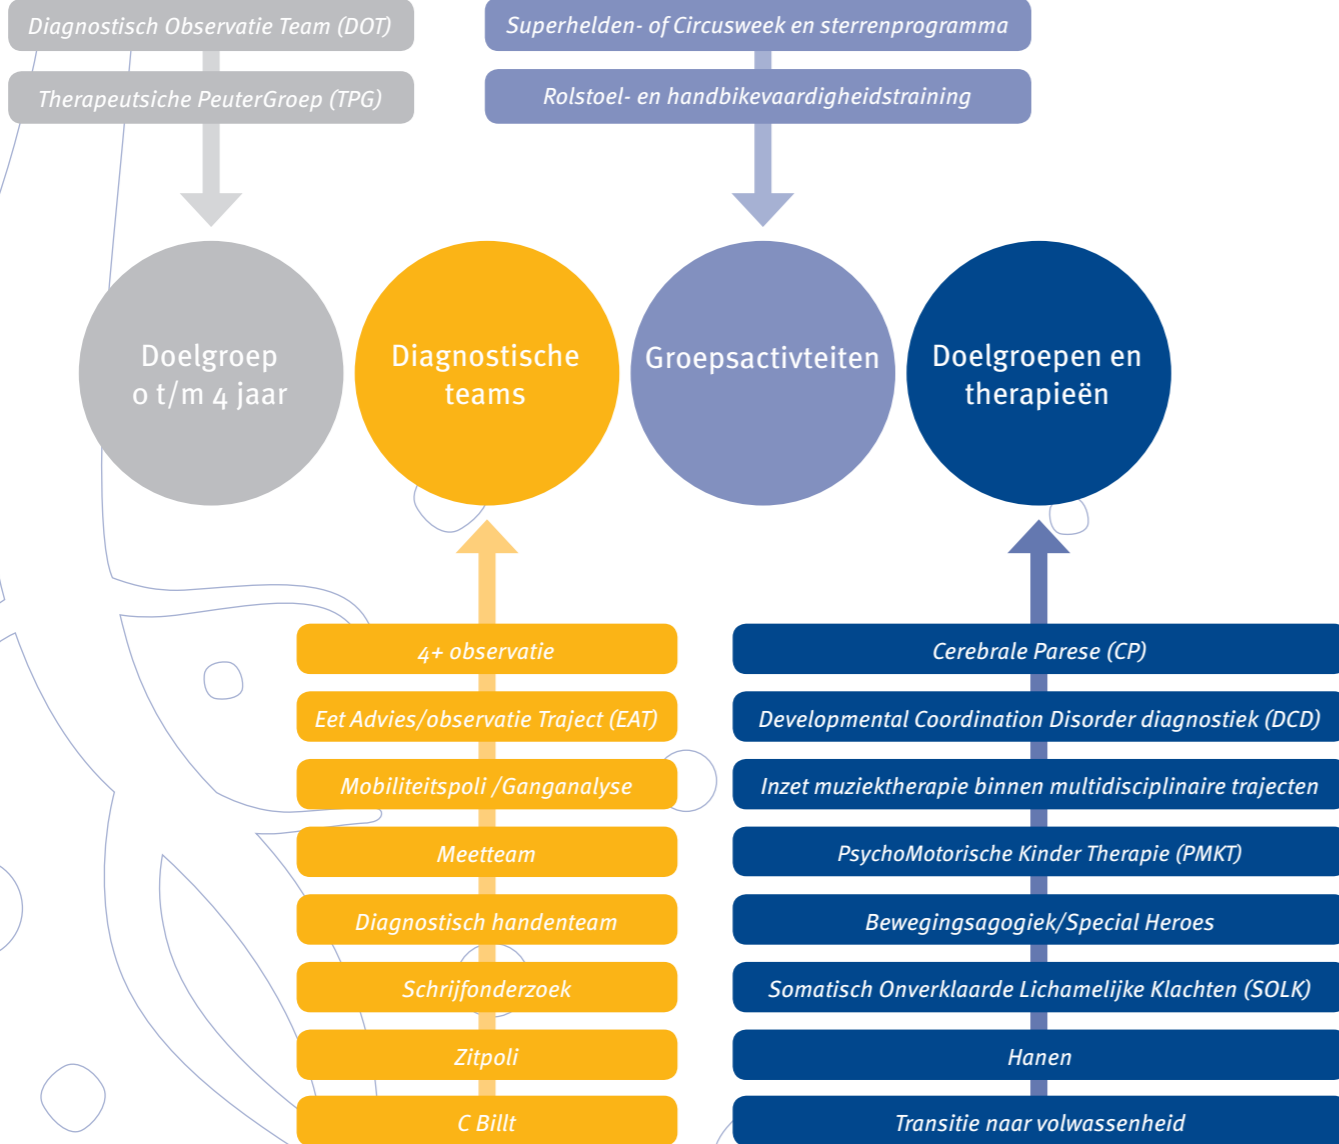 Diagnostisch Observatie Team (DOT)
Therapeutsiche PeuterGroep (TPG)
Superhelden- of Circusweek en sterrenprogramma
Rolstoel- en handbikevaardigheidstraining
Doelgroep
0 t/m 4 jaar
Diagnostische
teams
Groepsactivteiten
Doelgroepen en
therapieën
4+ observatie
Eet Advies/observatie Traject (EAT)
Mobiliteitspoli /Ganganalyse
Meetteam
Diagnostisch handenteam
Schrijfonderzoek
Zitpoli
C Billt
Cerebrale Parese (CP)
Developmental Coordination Disorder diagnostiek (DCD)
Inzet muziektherapie binnen multidisciplinaire trajecten
PsychoMotorische Kinder Therapie (PMKT)
Bewegingsagogiek/Special Heroes
Somatisch Onverklaarde Lichamelijke Klachten (SOLK)
Hanen
Transitie naar volwassenheid